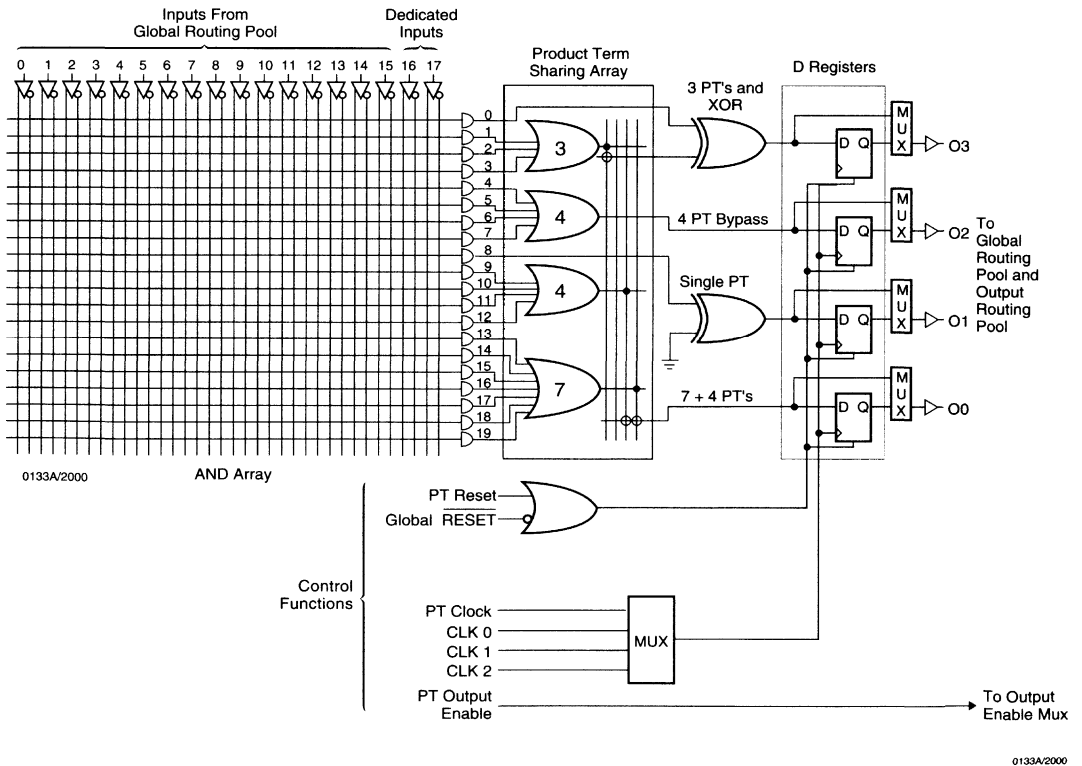 Inputs From
Global Routing Pool
Dedicated
Inputs
0 1 2 3 4 5 6 7 8 9 10 11 12 13 14 15 16 17
Product Term
Sharing Array
D Registers
3 PT's and
XOR
0
1
2
3
4
5
6
7
8
9
10
11
12
13
14
15
16
17
18
19
3
4
4
7
4 PT Bypass
Single PT
7 + 4 PT's
D Q
MUX
O3
D Q
MUX
O2
D Q
MUX
O1
D Q
MUX
O0
To
Global
Routing
Pool and
Output
Routing
Pool
0133A/2000
AND Array
Control
Functions
PT Reset
Global RESET
PT Clock
CLK 0
CLK 1
CLK 2
MUX
PT Output
Enable
To Output
Enable Mux
0133A/2000